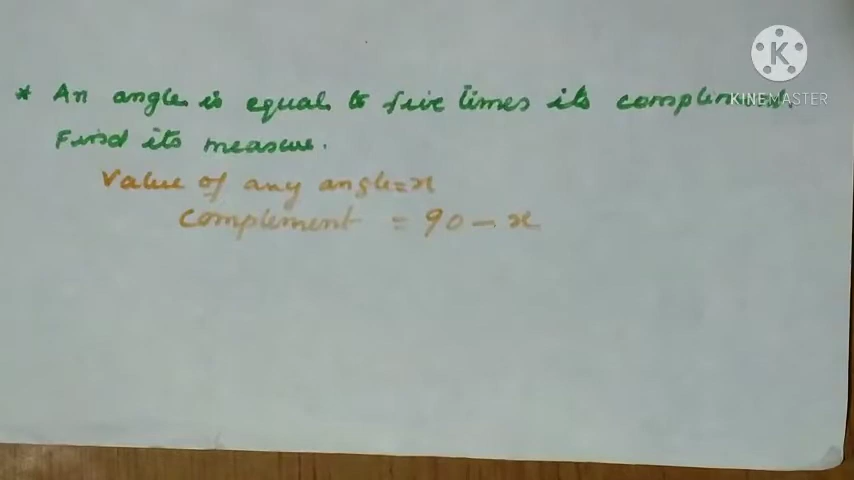 * An angle is equal to five times its complement.
Find its measure.
Value of any angle = x
Complement = 90 - x
K
KINEMASTER